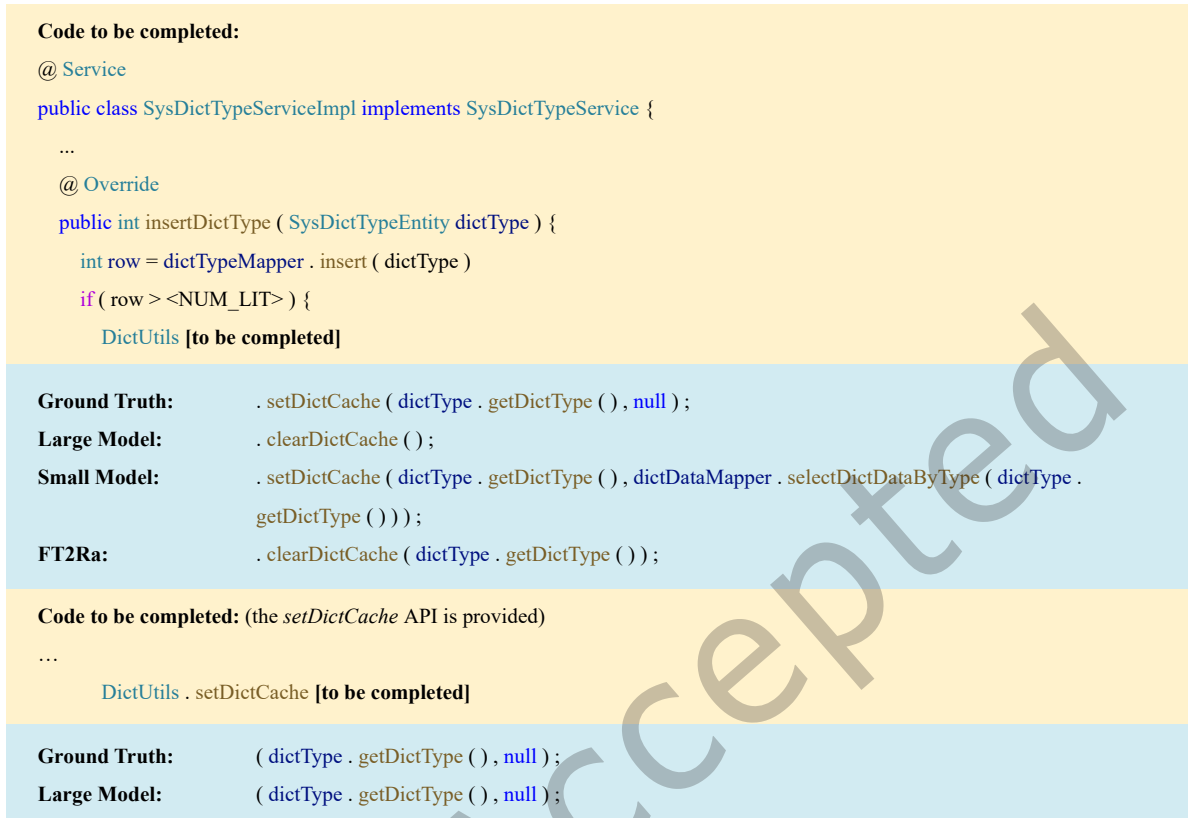 Code to be completed:
@ Service
public class SysDictTypeServiceImpl implements SysDictTypeService {
...
@ Override
public int insertDictType ( SysDictTypeEntity dictType ) {
int row = dictTypeMapper . insert ( dictType )
if ( row > <NUM_LIT> ) {
DictUtils [to be completed]
Ground Truth: . setDictCache ( dictType . getDictType ( ) , null ) ;
Large Model: . clearDictCache ( ) ;
Small Model: . setDictCache ( dictType . getDictType ( ) , dictDataMapper . selectDictDataByType ( dictType .
getDictType ( ) ) ) ;
FT2Ra: . clearDictCache ( dictType . getDictType ( ) ) ;
Code to be completed: (the setDictCache API is provided)
…
DictUtils . setDictCache [to be completed]
Ground Truth: ( dictType . getDictType ( ) , null ) ;
Large Model: ( dictType . getDictType ( ) , null ) ;
ccepted